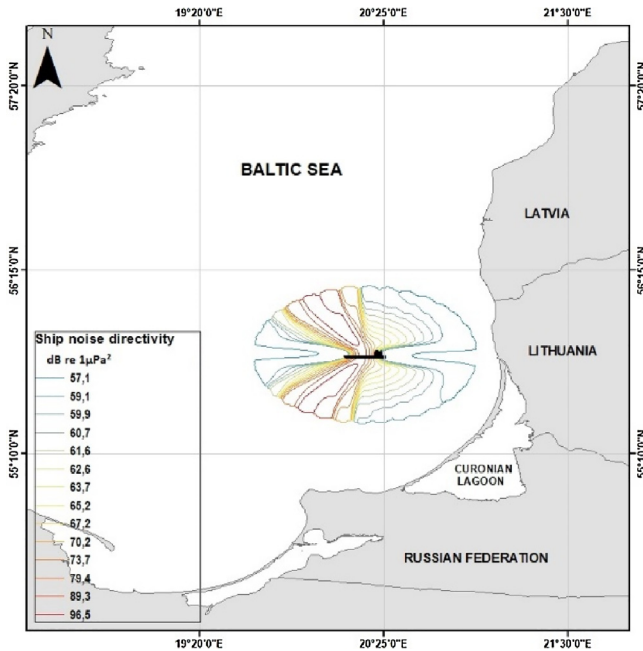 19°20'0"E 20°25'0"E 21°30'0"E
N
57°20'0"N 57°20'0"N
BALTIC SEA
LATVIA
56°15'0"N 56°15'0"N
Ship noise directivity
dB re 1µPa²
LITHUANIA
57,1
59,1
59,9
60,7
61,6
62,6
63,7
65,2
67,2
70,2
73,7
79,4
89,3
96,5
55°10'0"N 55°10'0"N
CURONIAN
LAGOON
RUSSIAN FEDERATION
19°20'0"E 20°25'0"E 21°30'0"E